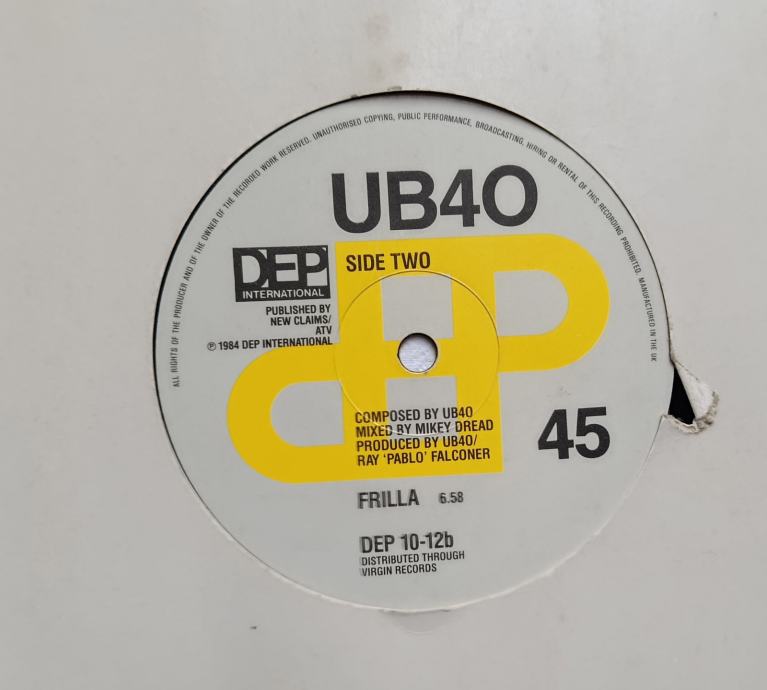 ALL RIGHTS OF THE PRODUCER AND OF THE OWNER OF THE RECORDED WORK RESERVED. UNAUTHORISED COPYING, PUBLIC PERFORMANCE, BROADCASTING, HIRING OR RENTAL OF THIS RECORDING PROHIBITED. MANUFACTURED IN THE UK
UB40
DEP
INTERNATIONAL
SIDE TWO
PUBLISHED BY
NEW CLAIMS/
ATV
℗ 1984 DEP INTERNATIONAL
COMPOSED BY UB40
MIXED BY MIKEY DREAD
PRODUCED BY UB40/
RAY 'PABLO' FALCONER
45
FRILLA 6.58
DEP 10-12b
DISTRIBUTED THROUGH
VIRGIN RECORDS